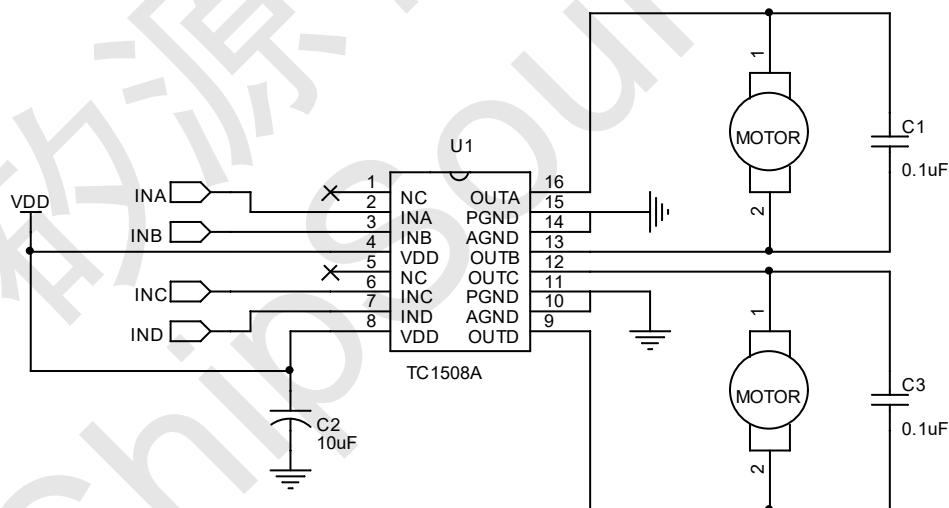 U1
TC1508A
VDD
INA
INB
INC
IND
1 NC
2 INA
3 INB
4 VDD
5 NC
6 INC
7 IND
8 VDD
OUTA 16
PGND 15
AGND 14
OUTB 13
OUTC 12
PGND 11
AGND 10
OUTD 9
C2
10uF
1
MOTOR
2
C1
0.1uF
1
MOTOR
2
C3
0.1uF
源